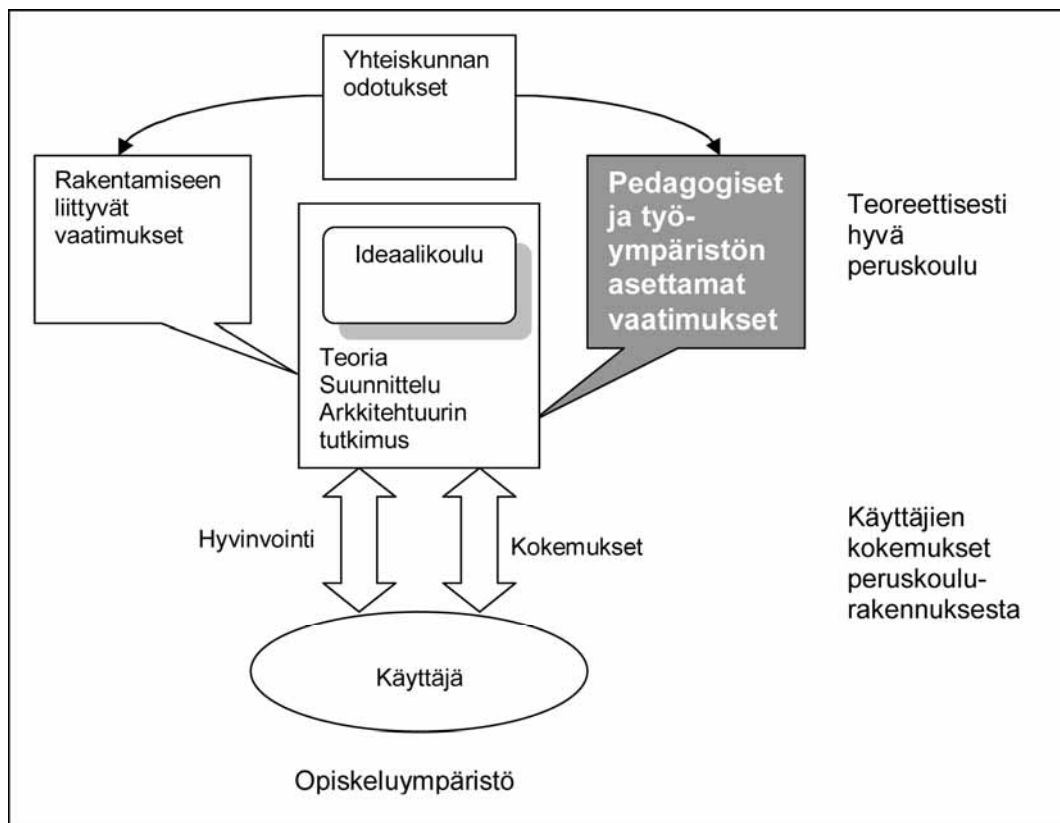 Yhteiskunnan
odotukset
Rakentamiseen
liittyvät
vaatimukset
Pedagogiset
ja työ-
ympäristön
asettamat
vaatimukset
Teoreettisesti
hyvä
peruskoulu
Ideaalikoulu
Teoria
Suunnittelu
Arkkitehtuurin
tutkimus
Hyvinvointi
Kokemukset
Käyttäjien
kokemukset
peruskoulu-
rakennuksesta
Käyttäjä
Opiskeluympäristö